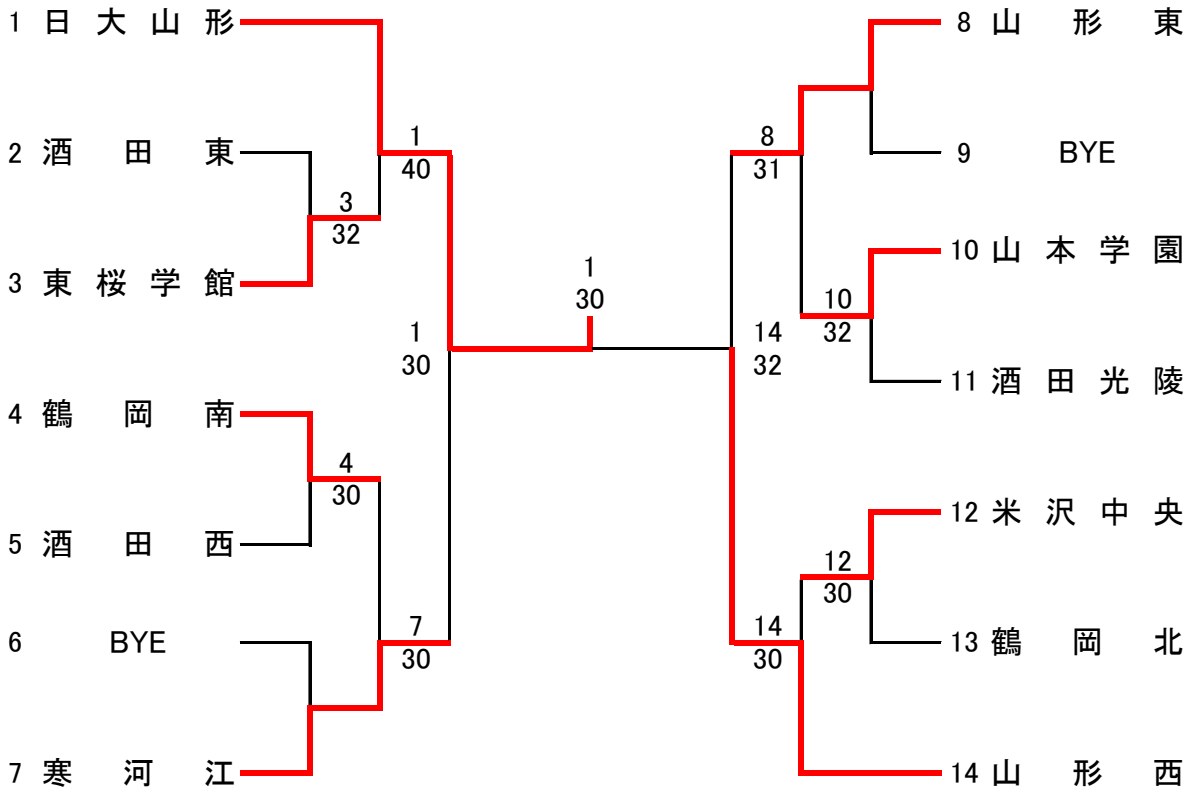 1 日大山形
2 酒田東
3 東桜学館
4 鶴岡南
5 酒田西
6 BYE
7 寒河江
3
32
4
30
1
40
7
30
1
30
1
30
14
32
8
31
14
30
10
32
12
30
8 山形東
9 BYE
10 山本学園
11 酒田光陵
12 米沢中央
13 鶴岡北
14 山形西